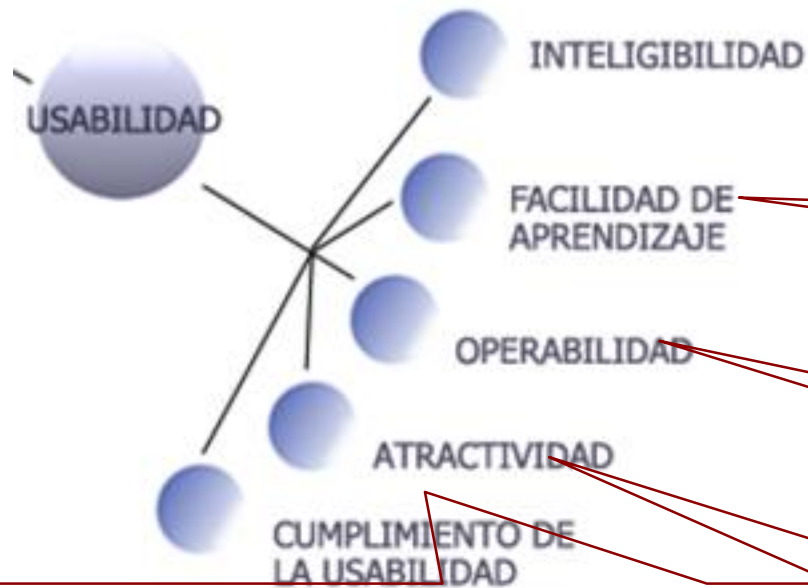 INTELIGIBILIDAD
USABILIDAD
FACILIDAD DE
APRENDIZAJE
OPERABILIDAD
ATRACTIVIDAD
CUMPLIMIENTO DE
LA USABILIDAD